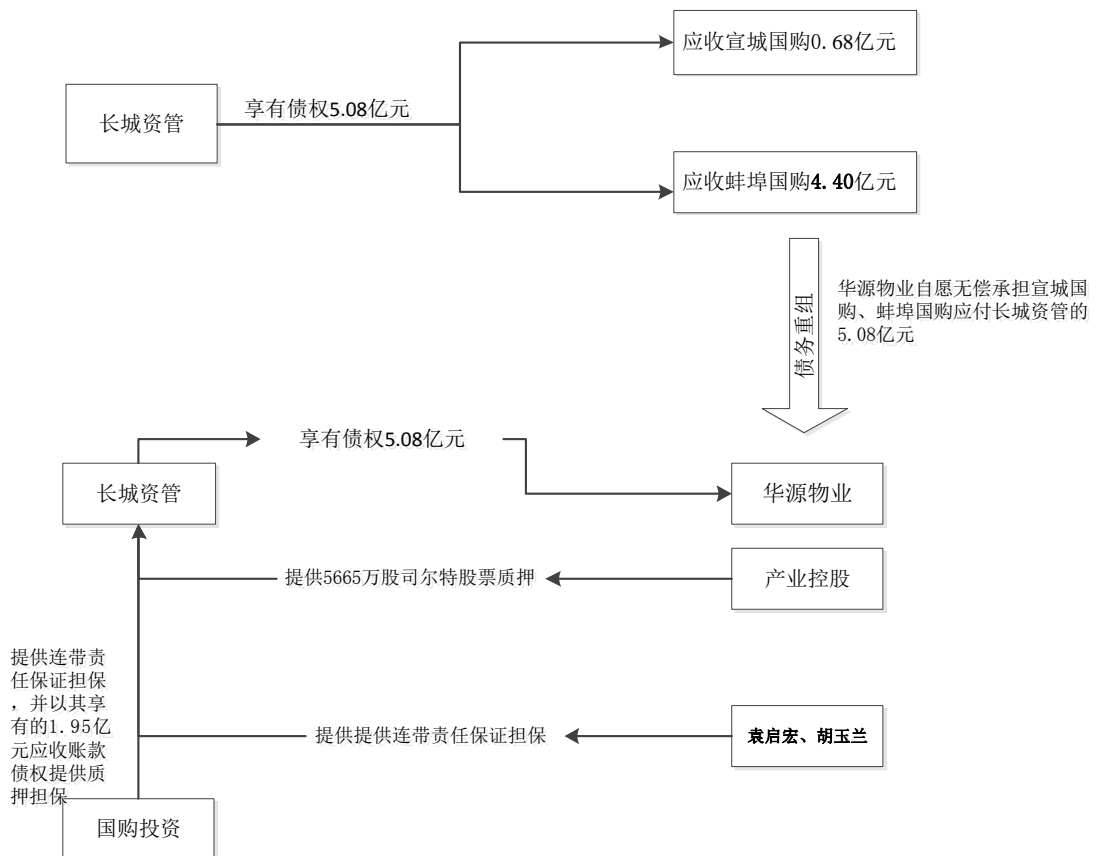 应收宣城国购0.68亿元
长城资管
享有债权5.08亿元
应收蚌埠国购4.40亿元
债务重组
华源物业自愿无偿承担宣城国
购、蚌埠国购应付长城资管的
5.08亿元
享有债权5.08亿元
长城资管
华源物业
提供5665万股司尔特股票质押
产业控股
提供连带责
任保证担保
，并以其享
有的1.95亿
元应收账款
债权提供质
押担保
提供提供连带责任保证担保
袁启宏、胡玉兰
国购投资